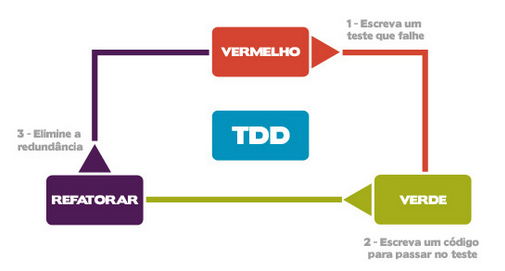 1 - Escreva um
teste que falhe
VERMELHO
TDD
3 - Elimine a
redundância
REFATORAR
VERDE
2 - Escreva um código
para passar no teste